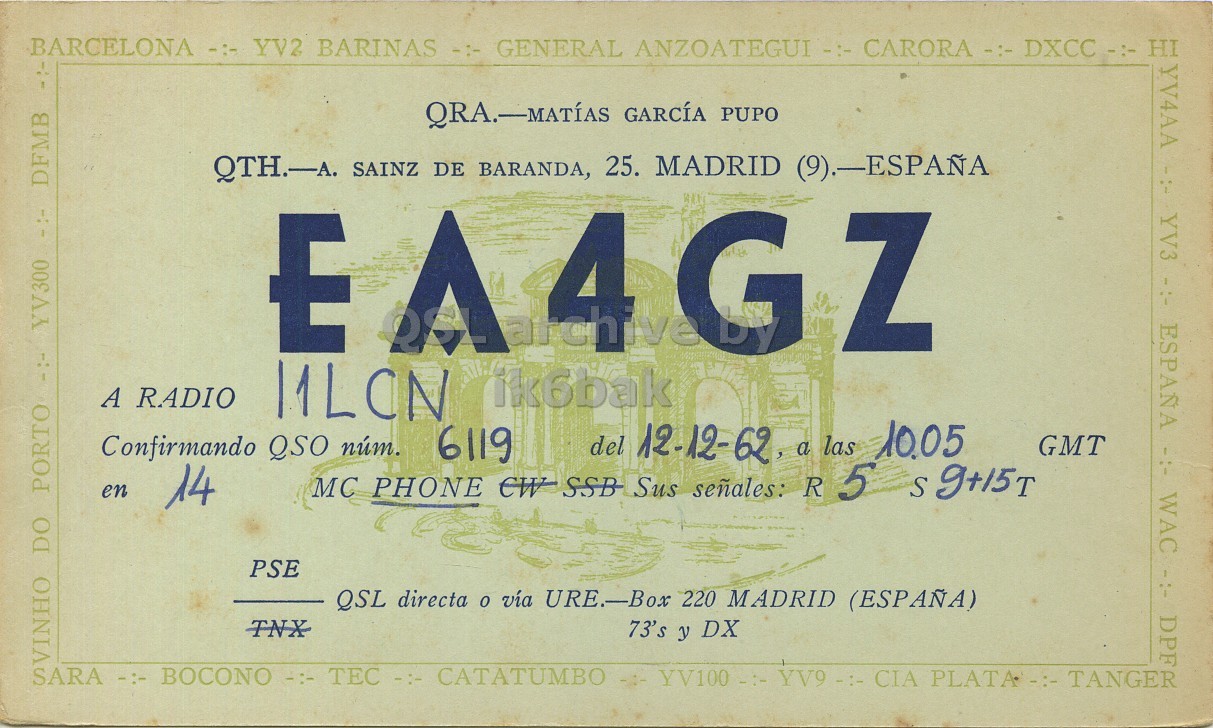 BARCELONA -:- YV2 BARINAS -:- GENERAL ANZOATEGUI -:- CARORA -:- DXCC -:- HI
YV4AA -:- YV3 -:- ESPAÑA -:- WAC -:- DPF
VINHO DO PORTO -:- YV300 -:- DFMB -:-
QRA.—MATÍAS GARCÍA PUPO
QTH.—A. SAINZ DE BARANDA, 25. MADRID (9).—ESPAÑA
EA4GZ
QSL archive by
ik6bak
A RADIO I1LCN
Confirmando QSO núm. 6119 del 12-12-62, a las 10.05 GMT
en 14 MC PHONE CW SSB Sus señales: R 5 S 9+15 T
PSE
QSL directa o vía URE.—Box 220 MADRID (ESPAÑA)
TNX 73's y DX
SARA -:- BOCONO -:- TEC -:- CATATUMBO -:- YV100 -:- YV9 -:- CIA PLATA -:- TANGER